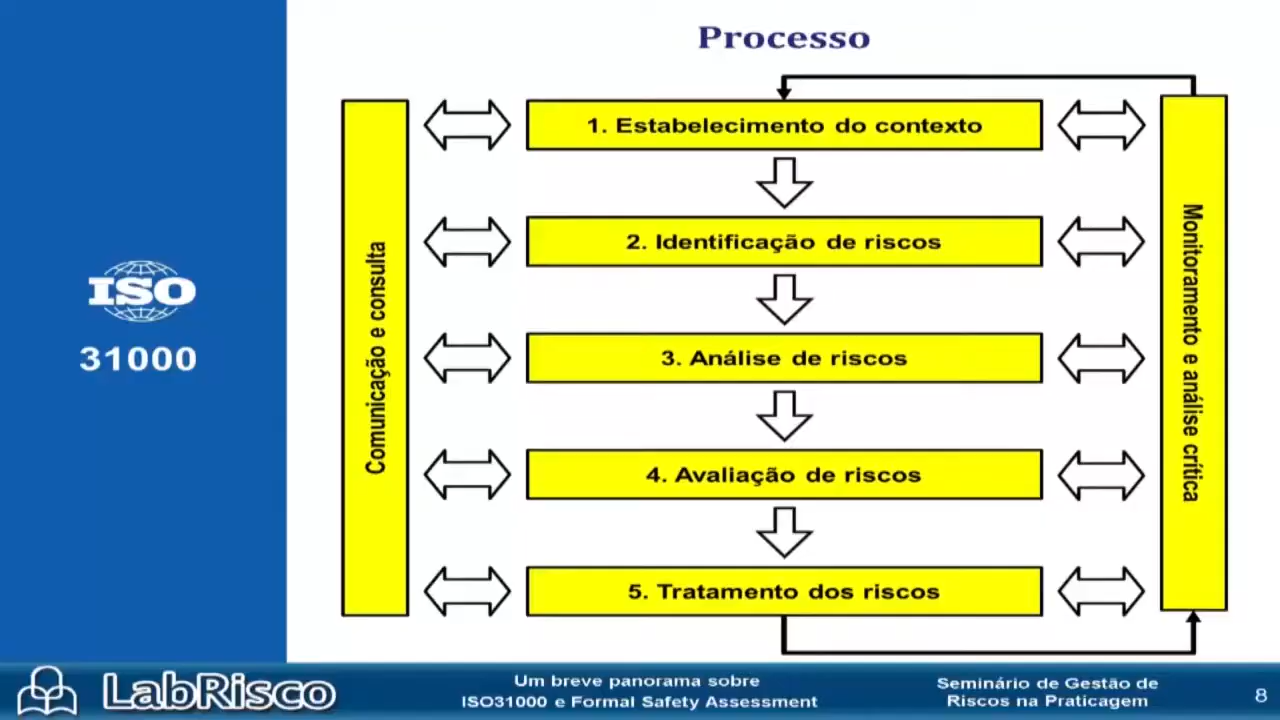 Processo
1. Estabelecimento do contexto
2. Identificação de riscos
3. Análise de riscos
4. Avaliação de riscos
5. Tratamento dos riscos
Comunicação e consulta
Monitoramento e análise crítica
ISO
31000
LabRisco
Um breve panorama sobre
ISO31000 e Formal Safety Assessment
Seminário de Gestão de
Riscos na Praticagem
8